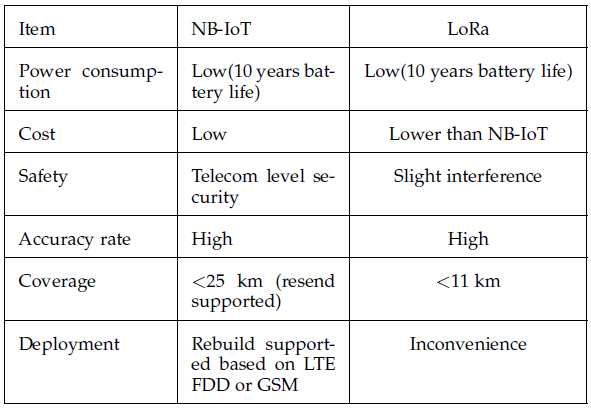 Item NB-IoT LoRa
Power consump- Low(10 years bat- Low(10 years battery life)
tion tery life)
Cost Low Lower than NB-IoT
Safety Telecom level se- Slight interference
curity
Accuracy rate High High
Coverage <25 km (resend <11 km
supported)
Deployment Rebuild support- Inconvenience
ed based on LTE
FDD or GSM